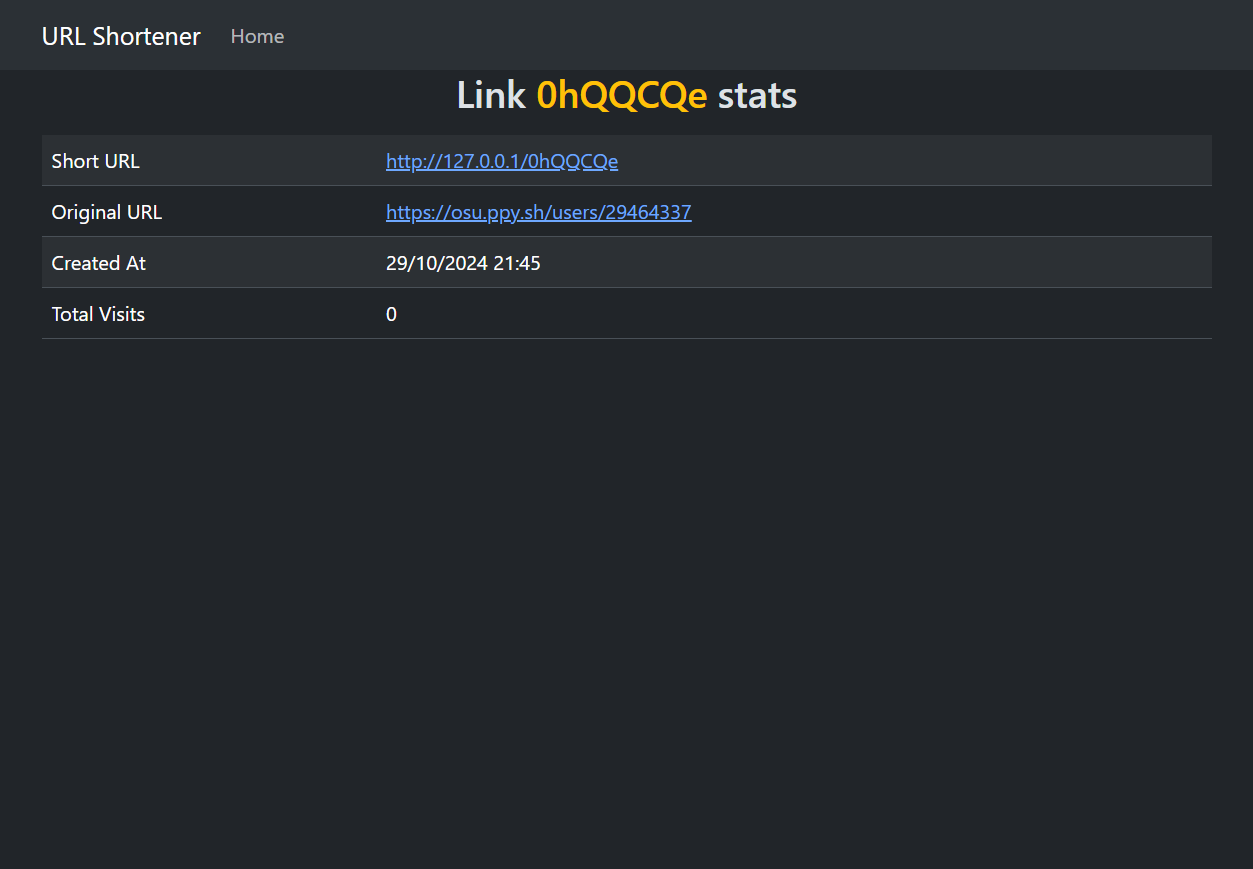 URL Shortener Home
Link 0hQQCQe stats
Short URL http://127.0.0.1/0hQQCQe
Original URL https://osu.ppy.sh/users/29464337
Created At 29/10/2024 21:45
Total Visits 0